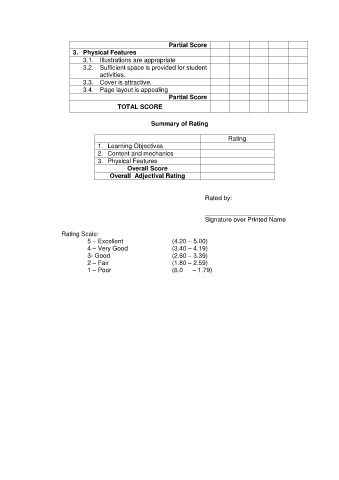 Partial Score
3. Physical Features
3.1. Illustrations are appropriate
3.2. Sufficient space is provided for student
activities.
3.3. Cover is attractive.
3.4. Page layout is appealing
Partial Score
TOTAL SCORE
Summary of Rating
Rating
1. Learning Objectives
2. Content and mechanics
3. Physical Features
Overall Score
Overall Adjectival Rating
Rated by:
Signature over Printed Name
Rating Scale:
5 – Excellent (4.20 – 5.00)
4 – Very Good (3.40 – 4.19)
3- Good (2.60 – 3.39)
2 – Fair (1.80 – 2.59)
1 – Poor (6.0 – 1.79)